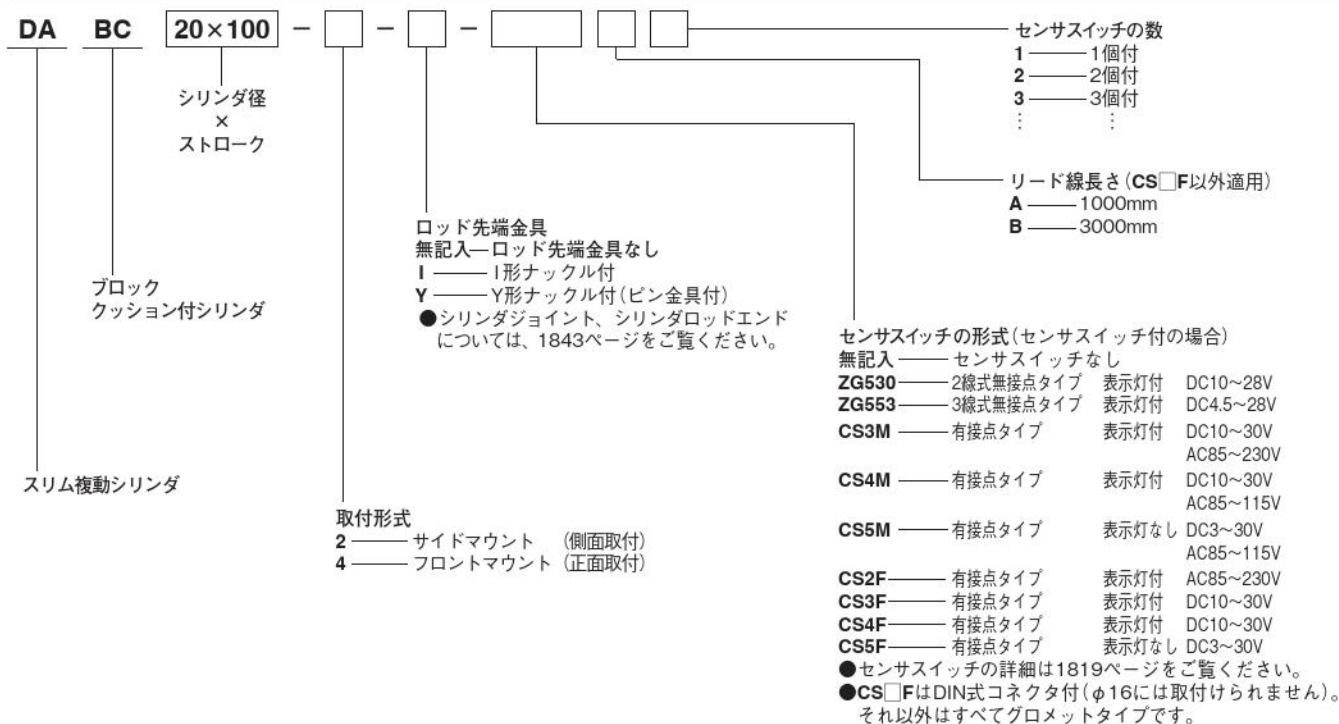 DA BC 20×100 － □ － □ － □ □ □
センサスイッチの数
1 1個付
2 2個付
3 3個付
⋮ ⋮
シリンダ径
×
ストローク
リード線長さ(CS□F以外適用)
A 1000mm
B 3000mm
ロッド先端金具
無記入 ロッド先端金具なし
I I形ナックル付
Y Y形ナックル付(ピン金具付)
●シリンダジョイント、シリンダロッドエンド
については、1843ページをご覧ください。
ブロック
クッション付シリンダ
センサスイッチの形式(センサスイッチ付の場合)
無記入 センサスイッチなし
ZG530 2線式無接点タイプ 表示灯付 DC10～28V
ZG553 3線式無接点タイプ 表示灯付 DC4.5～28V
CS3M 有接点タイプ 表示灯付 DC10～30V
AC85～230V
CS4M 有接点タイプ 表示灯付 DC10～30V
AC85～115V
CS5M 有接点タイプ 表示灯なし DC3～30V
AC85～115V
CS2F 有接点タイプ 表示灯付 AC85～230V
CS3F 有接点タイプ 表示灯付 DC10～30V
CS4F 有接点タイプ 表示灯付 DC10～30V
CS5F 有接点タイプ 表示灯なし DC3～30V
●センサスイッチの詳細は1819ページをご覧ください。
●CS□FはDIN式コネクタ付(φ16には取付けられません)。
それ以外はすべてグロメットタイプです。
スリム複動シリンダ
取付形式
2 サイドマウント (側面取付)
4 フロントマウント (正面取付)